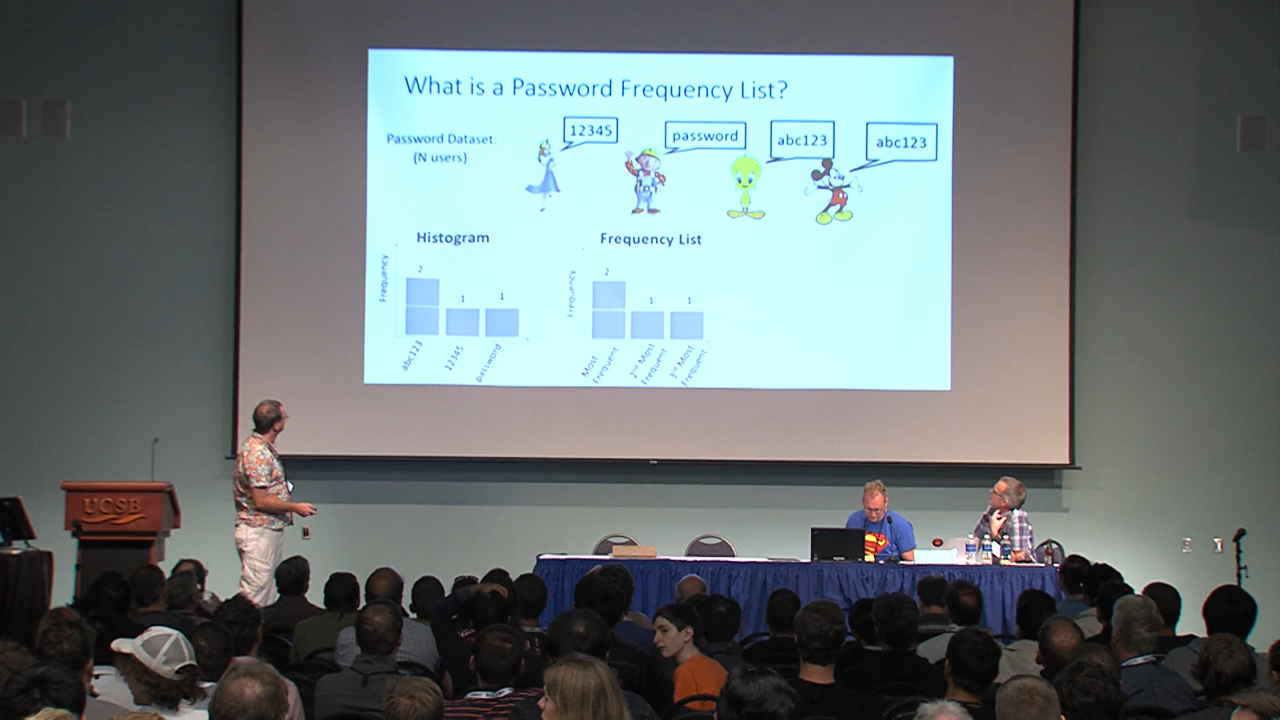 What is a Password Frequency List?
Password Dataset:
(N users)
12345
password
abc123
abc123
Histogram
Frequency
2
1
1
abc123
12345
password
Frequency List
Frequency
2
1
1
Most
Frequent
2nd Most
Frequent
3rd Most
Frequent
UCSB